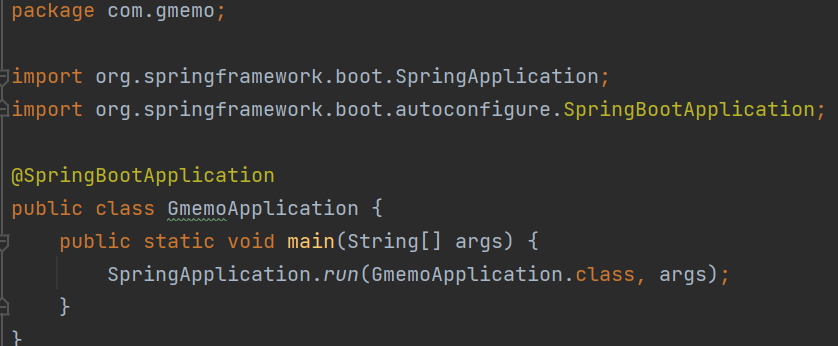 package com.gmemo;
import org.springframework.boot.SpringApplication;
import org.springframework.boot.autoconfigure.SpringBootApplication;
@SpringBootApplication
public class GmemoApplication {
    public static void main(String[] args) {
        SpringApplication.run(GmemoApplication.class, args);
    }
}